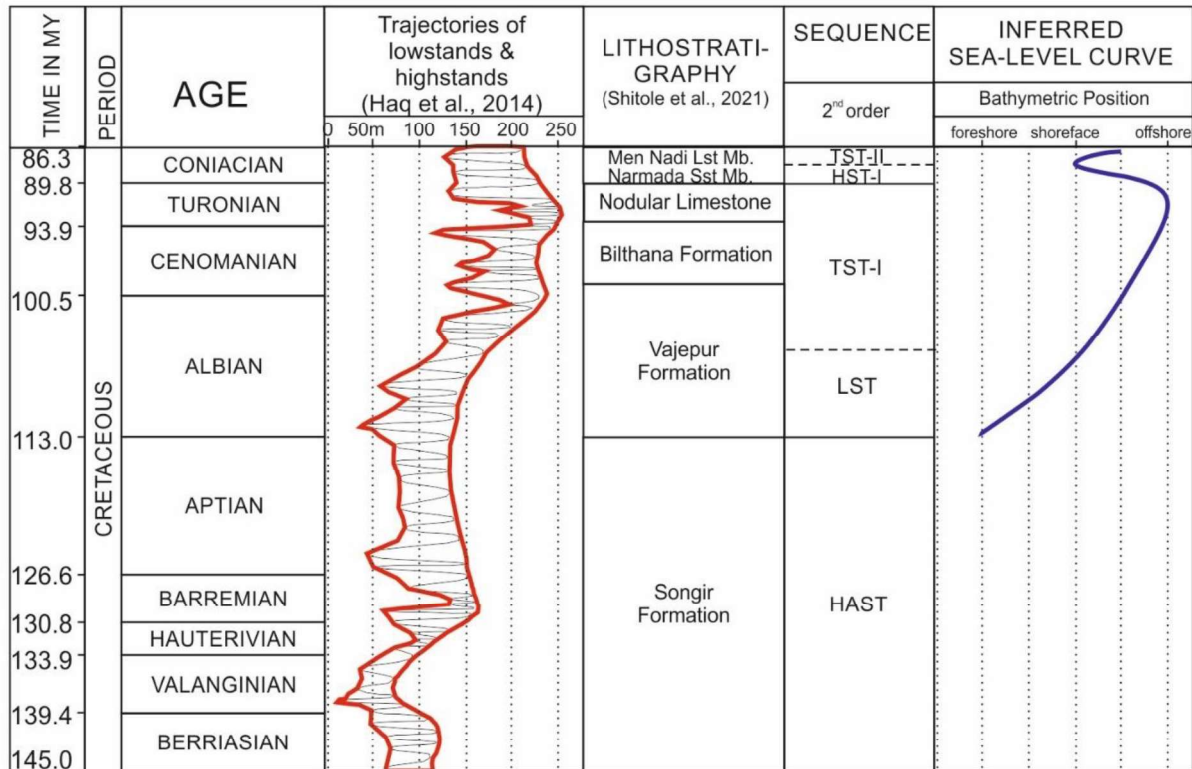 TIME IN MY
PERIOD
AGE
Trajectories of
lowstands &
highstands
(Haq et al., 2014)
0 50m 100 150 200 250
LITHOSTRATI-
GRAPHY
(Shitole et al., 2021)
SEQUENCE
2nd order
INFERRED
SEA-LEVEL CURVE
Bathymetric Position
foreshore shoreface offshore
86.3
89.8
93.9
100.5
113.0
126.6
130.8
133.9
139.4
145.0
CRETACEOUS
CONIACIAN
TURONIAN
CENOMANIAN
ALBIAN
APTIAN
BARREMIAN
HAUTERIVIAN
VALANGINIAN
BERRIASIAN
Men Nadi Lst Mb.
Narmada Sst Mb.
Nodular Limestone
Bilthana Formation
Vajepur
Formation
Songir
Formation
TST-II
HST-I
TST-I
LST
HAST